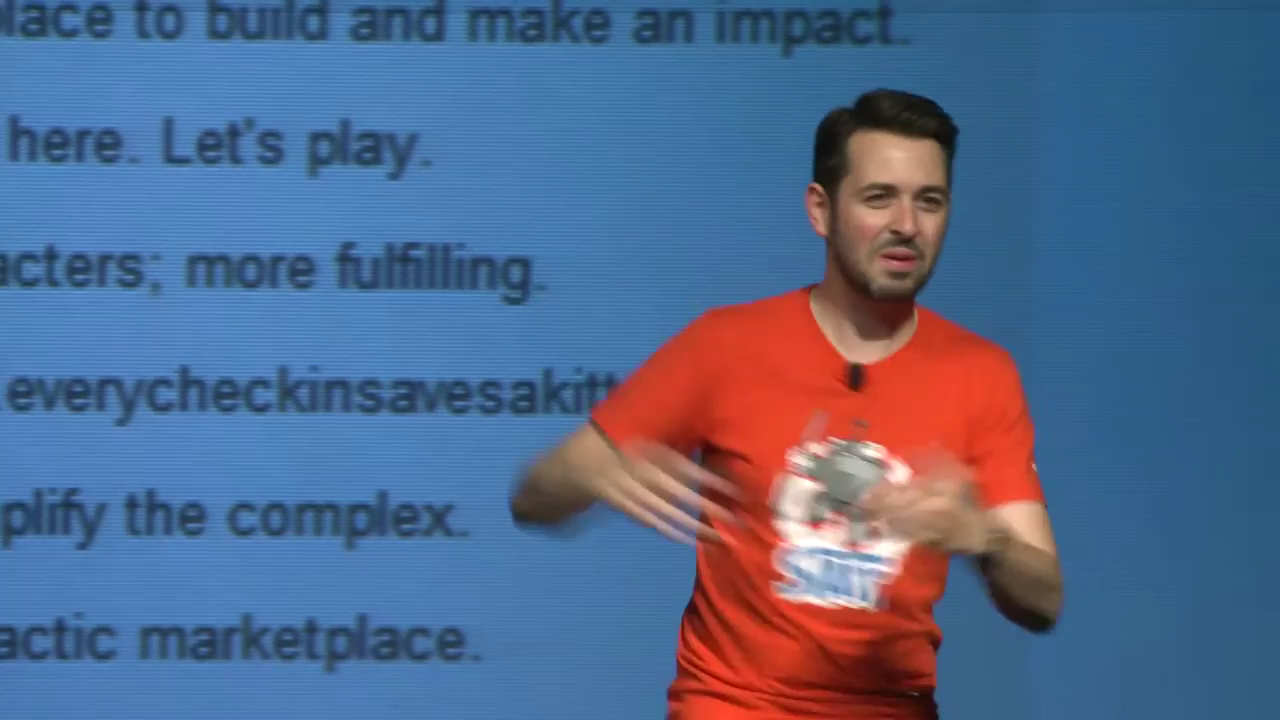 lace to build and make an impact.
here. Let's play.
acters; more fulfilling.
everycheckinsavesakitt
plify the complex.
actic marketplace.